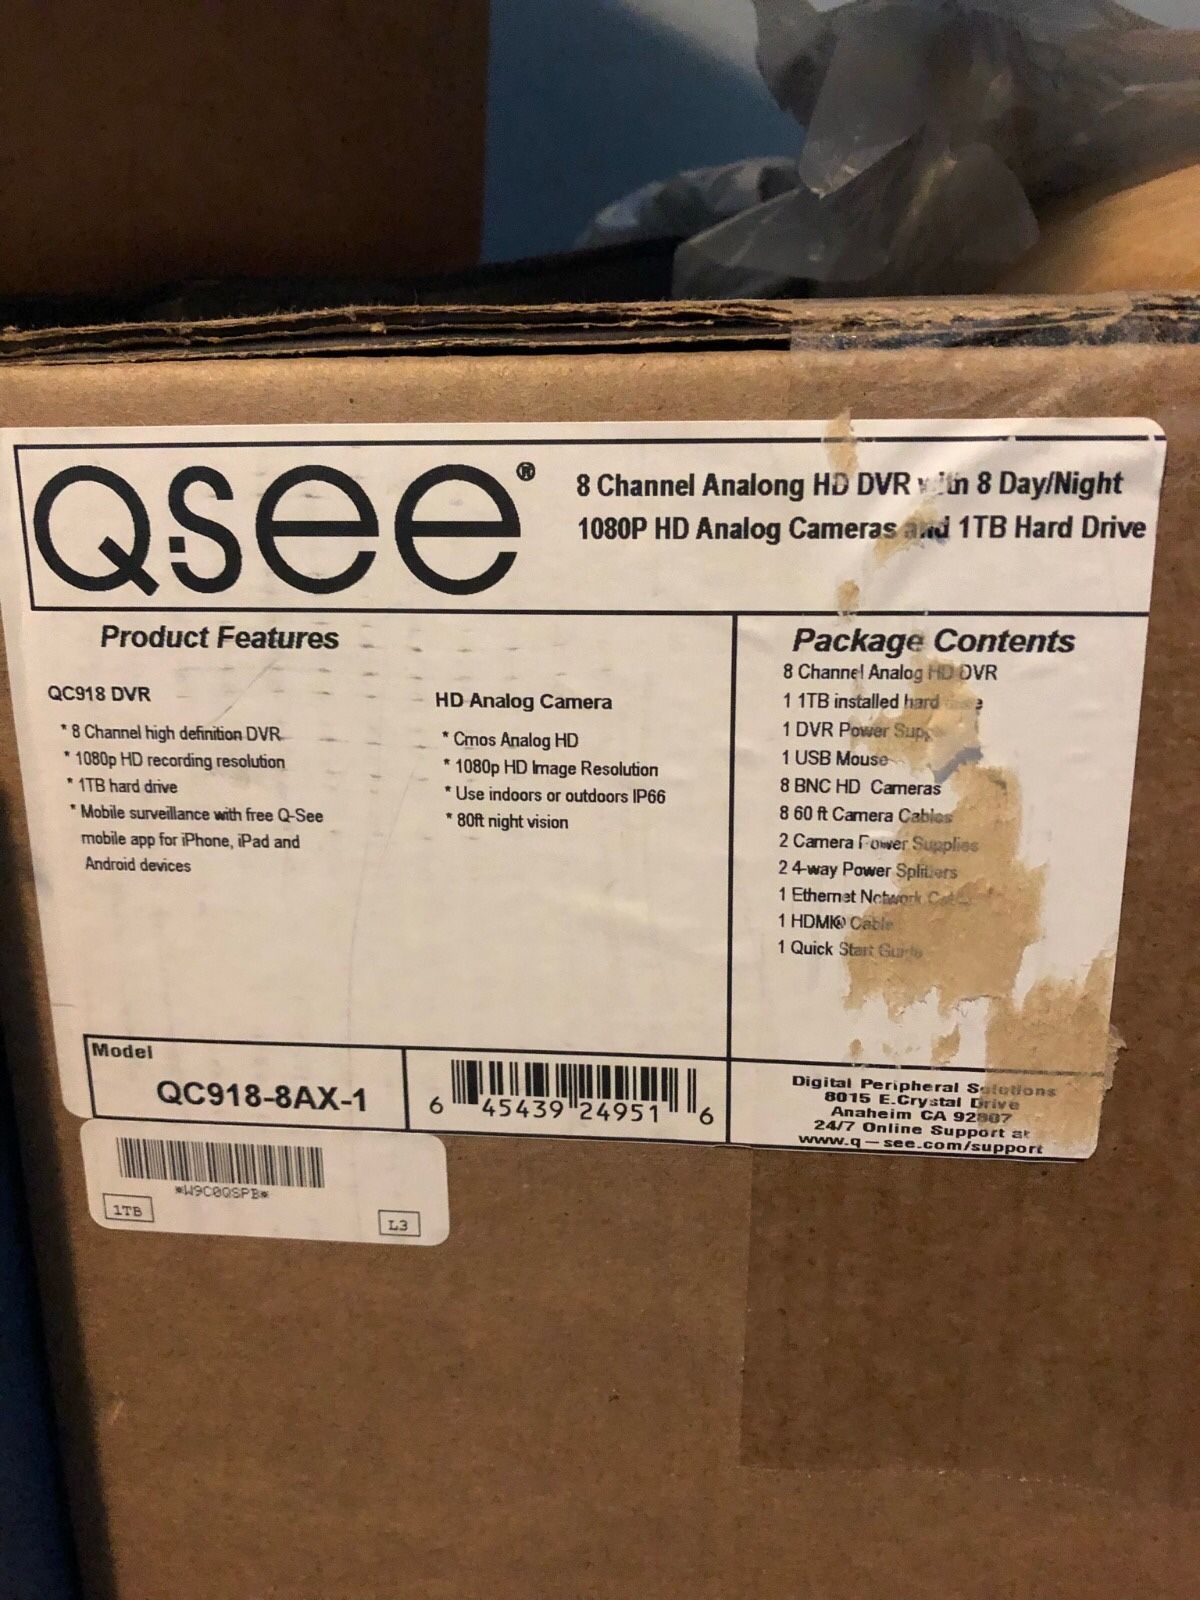 Q-SEE®
8 Channel Analong HD DVR with 8 Day/Night
1080P HD Analog Cameras and 1TB Hard Drive
Product Features
QC918 DVR
* 8 Channel high definition DVR
* 1080p HD recording resolution
* 1TB hard drive
* Mobile surveillance with free Q-See
mobile app for iPhone, iPad and
Android devices
HD Analog Camera
* Cmos Analog HD
* 1080p HD Image Resolution
* Use indoors or outdoors IP66
* 80ft night vision
Package Contents
8 Channel Analog HD DVR
1 1TB installed hard
1 DVR Power
1 USB Mouse
8 BNC HD Cameras
8 60 ft Camera Cables
2 Camera Power Supplies
2 4-way Power Splitters
1 Ethernet Network
1 HDMI® Cable
1 Quick Start Guide
Model
QC918-8AX-1
6 45439 24951 6
Digital Peripheral Solutions
8015 E.Crystal Drive
Anaheim CA 92807
24/7 Online Support at
www.q-see.com/support
*W9C0QSPB*
1TB
L3